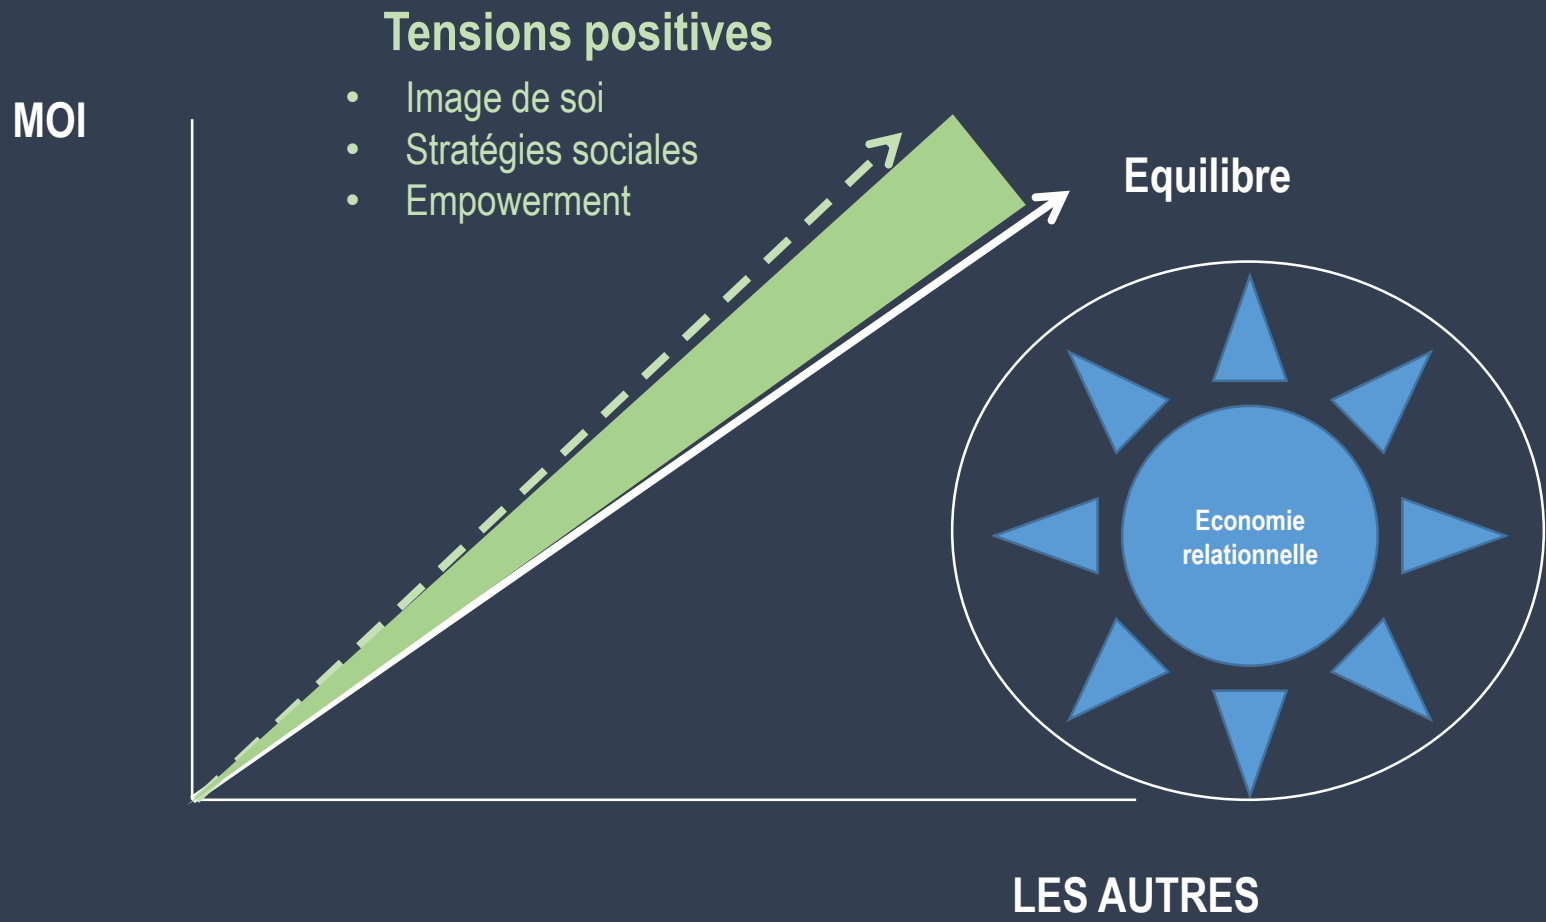 Tensions positives
MOI
• Image de soi
• Stratégies sociales
• Empowerment
Equilibre
Economie
relationnelle
LES AUTRES